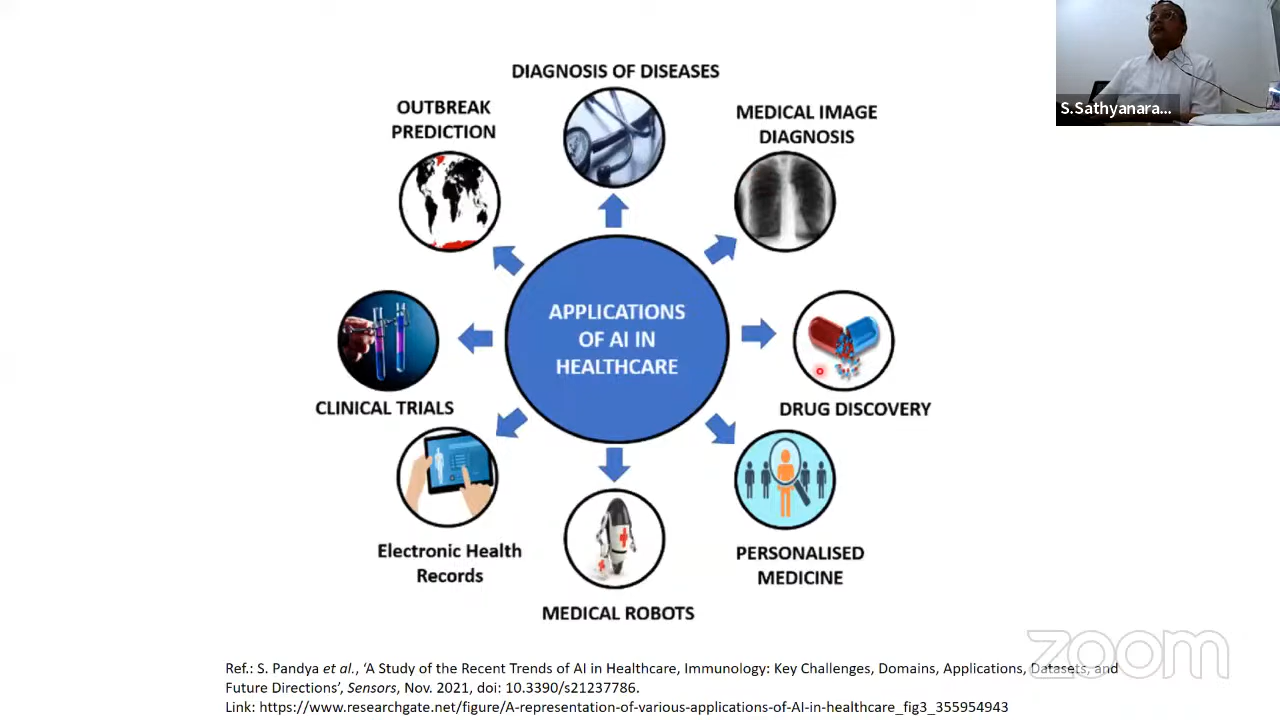 DIAGNOSIS OF DISEASES
OUTBREAK
PREDICTION
MEDICAL IMAGE
DIAGNOSIS
S.Sathyanara...
APPLICATIONS
OF AI IN
HEALTHCARE
CLINICAL TRIALS
DRUG DISCOVERY
Electronic Health
Records
MEDICAL ROBOTS
PERSONALISED
MEDICINE
zoom
Ref.: S. Pandya et al., ‘A Study of the Recent Trends of AI in Healthcare, Immunology: Key Challenges, Domains, Applications, Datasets, and
Future Directions’, Sensors, Nov. 2021, doi: 10.3390/s21237786.
Link: https://www.researchgate.net/figure/A-representation-of-various-applications-of-AI-in-healthcare_fig3_355954943